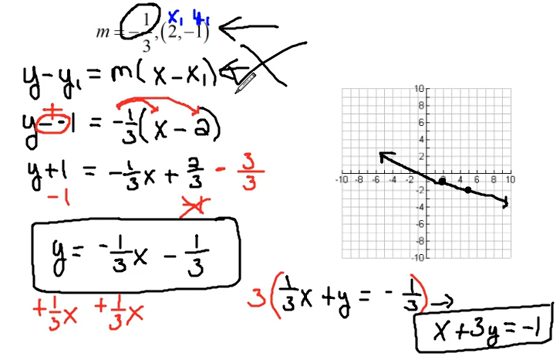 x₁ y₁
m = -1/3, (2, -1)
y - y₁ = m(x - x₁)
+
y - -1 = -1/3(x - 2)
y + 1 = -1/3x + 2/3 - 3/3
-1
y = -1/3x - 1/3
+1/3x +1/3x
10
8
6
4
2
-10 -8 -6 -4 -2 2 4 6 8 10
-2
-4
-6
-8
-10
3(1/3x + y = -1/3)
x + 3y = -1